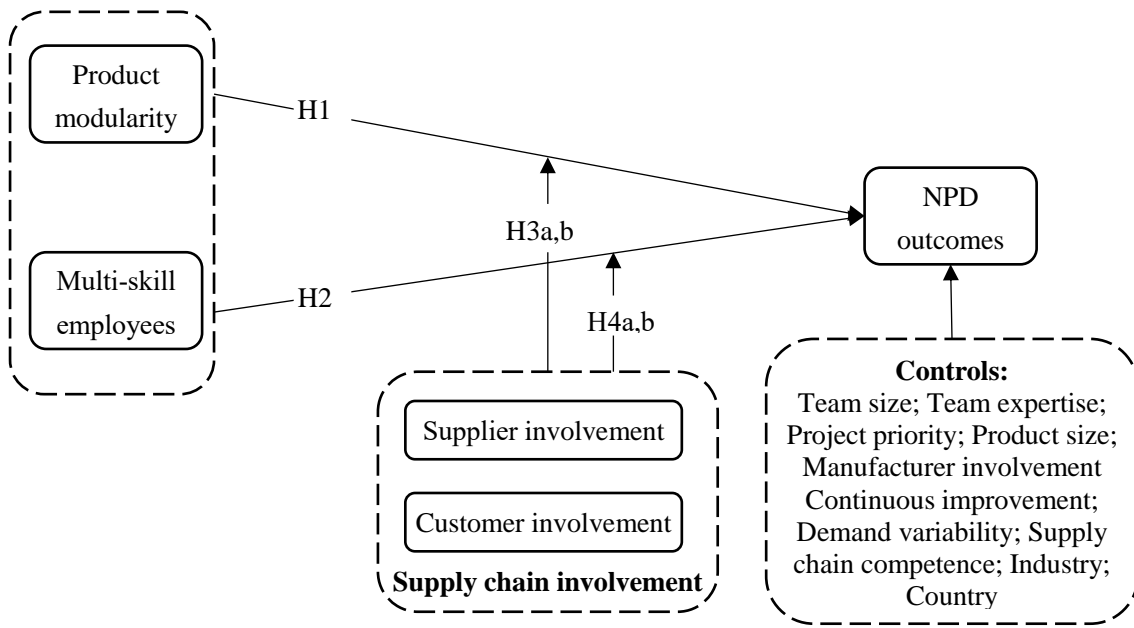 Product
modularity
H1
NPD
outcomes
H3a,b
Multi-skill
employees
H2
H4a,b
Supplier involvement
Customer involvement
Supply chain involvement
Controls:
Team size; Team expertise;
Project priority; Product size;
Manufacturer involvement
Continuous improvement;
Demand variability; Supply
chain competence; Industry;
Country